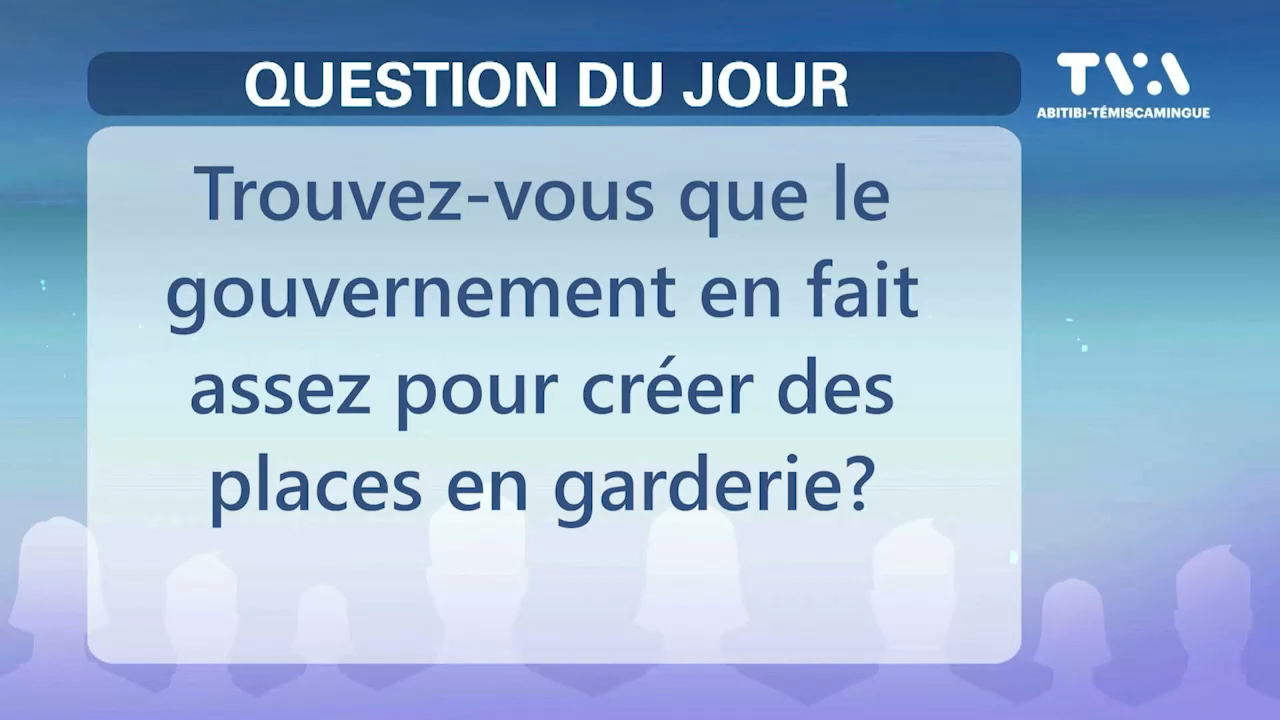 QUESTION DU JOUR
TVA
ABITIBI-TÉMISCAMINGUE
Trouvez-vous que le
gouvernement en fait
assez pour créer des
places en garderie?